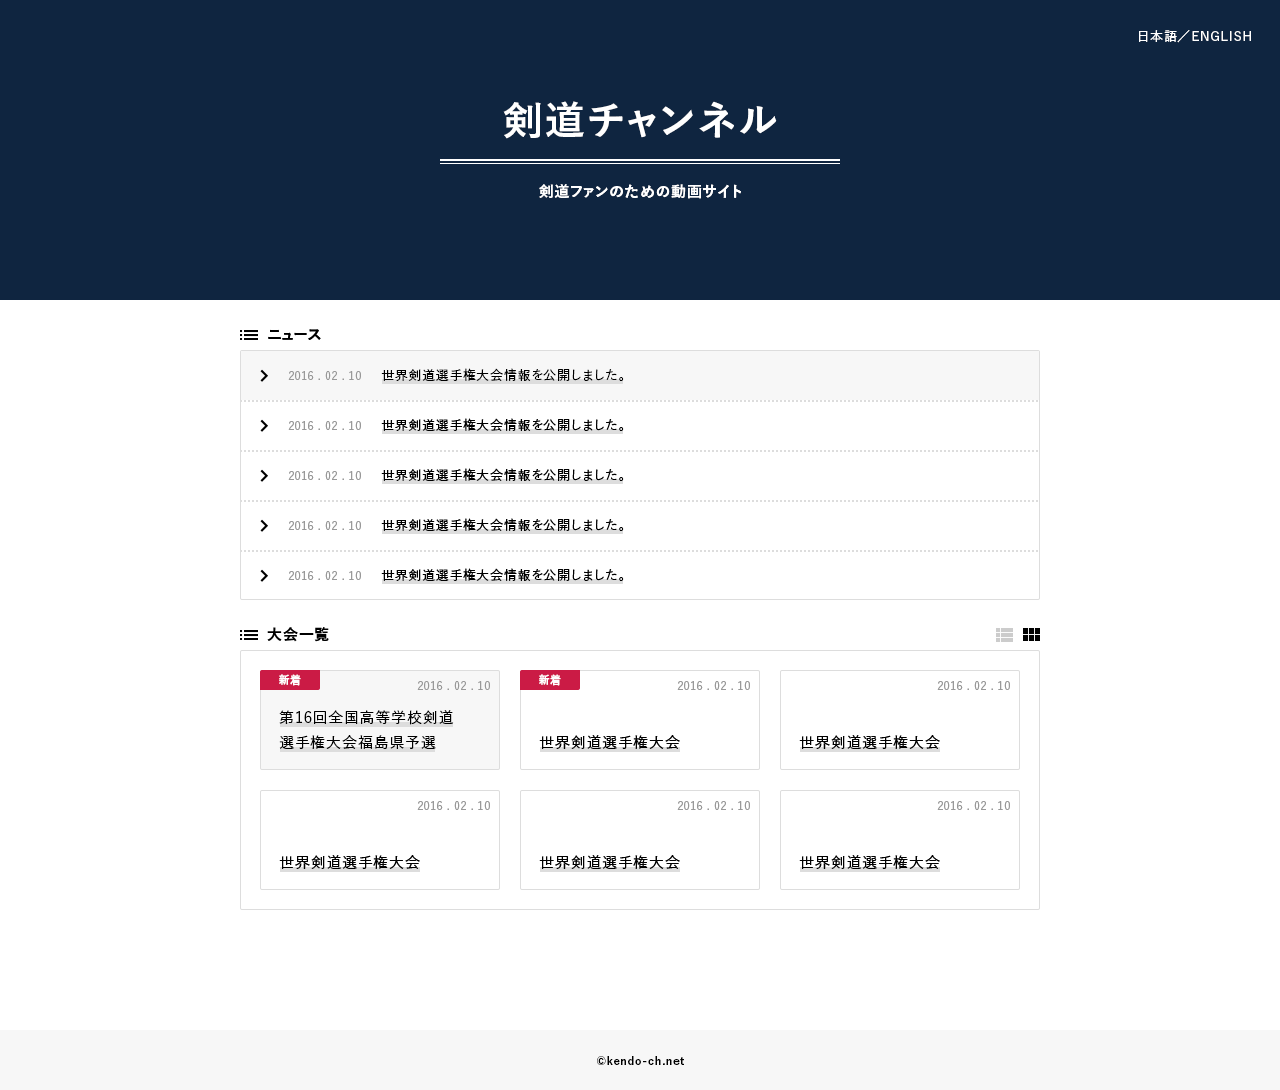 日本語／ENGLISH
剣道チャンネル
剣道ファンのための動画サイト
ニュース
2016 . 02 . 10 世界剣道選手権大会情報を公開しました。
2016 . 02 . 10 世界剣道選手権大会情報を公開しました。
2016 . 02 . 10 世界剣道選手権大会情報を公開しました。
2016 . 02 . 10 世界剣道選手権大会情報を公開しました。
2016 . 02 . 10 世界剣道選手権大会情報を公開しました。
大会一覧
新着
2016 . 02 . 10
第16回全国高等学校剣道
選手権大会福島県予選
新着
2016 . 02 . 10
世界剣道選手権大会
2016 . 02 . 10
世界剣道選手権大会
2016 . 02 . 10
世界剣道選手権大会
2016 . 02 . 10
世界剣道選手権大会
2016 . 02 . 10
世界剣道選手権大会
©kendo-ch.net